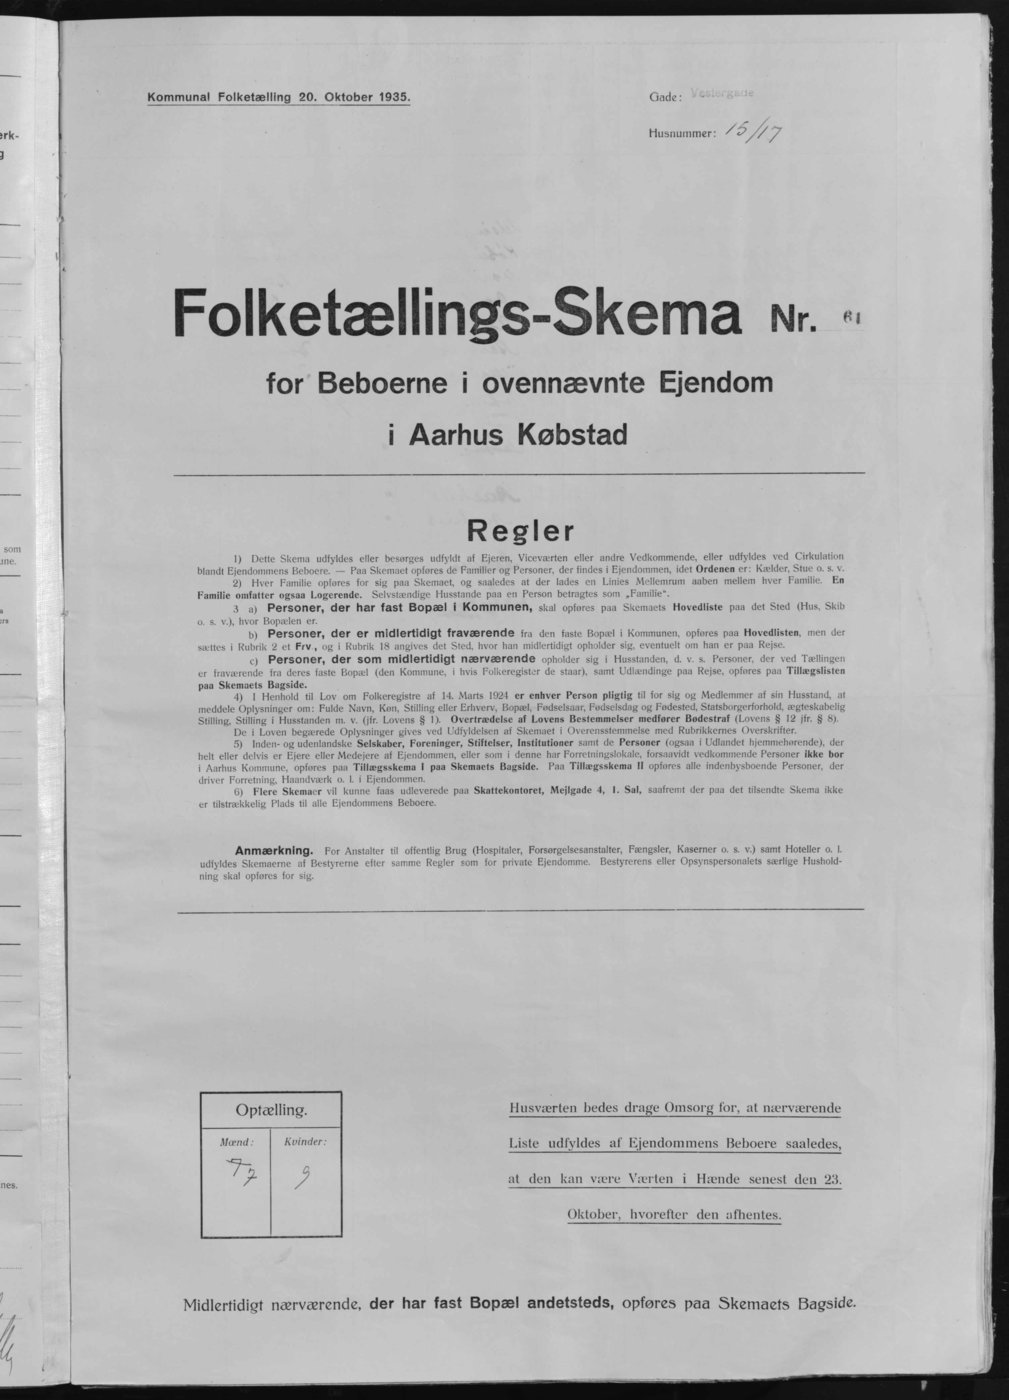 Kommunal Folketælling 20. Oktober 1935.
Gade: Vestergade
Husnummer: 15/17
Folketællings-Skema Nr. 61
for Beboerne i ovennævnte Ejendom
i Aarhus Købstad
Regler
1) Dette Skema udfyldes eller besørges udfyldt af Ejeren, Viceværten eller andre Vedkommende, eller udfyldes ved Cirkulation
blandt Ejendommens Beboere. — Paa Skemaet opføres de Familier og Personer, der findes i Ejendommen, idet Ordenen er: Kælder, Stue o. s. v.
2) Hver Familie opføres for sig paa Skemaet, og saaledes at der lades en Linies Mellemrum aaben mellem hver Familie. En
Familie omfatter ogsaa Logerende. Selvstændige Husstande paa en Person betragtes som „Familie“.
3 a) Personer, der har fast Bopæl i Kommunen, skal opføres paa Skemaets Hovedliste paa det Sted (Hus, Skib
o. s. v.), hvor Bopælen er.
b) Personer, der er midlertidigt fraværende fra den faste Bopæl i Kommunen, opføres paa Hovedlisten, men der
sættes i Rubrik 2 et Frv., og i Rubrik 18 angives det Sted, hvor han midlertidigt opholder sig, eventuelt om han er paa Rejse.
c) Personer, der som midlertidigt nærværende opholder sig i Husstanden, d. v. s. Personer, der ved Tællingen
er fraværende fra deres faste Bopæl (den Kommune, i hvis Folkeregister de staar), samt Udlændinge paa Rejse, opføres paa Tillægslisten
paa Skemaets Bagside.
4) I Henhold til Lov om Folkeregistre af 14. Marts 1924 er enhver Person pligtig til for sig og Medlemmer af sin Husstand, at
meddele Oplysninger om: Fulde Navn, Køn, Stilling eller Erhverv, Bopæl, Fødselsaar, Fødselsdag og Fødested, Statsborgerforhold, ægteskabelig
Stilling, Stilling i Husstanden m. v. (jfr. Lovens § 1). Overtrædelse af Lovens Bestemmelser medfører Bødestraf (Lovens § 12 jfr. § 8).
De i Loven begærede Oplysninger gives ved Udfyldelsen af Skemaet i Overensstemmelse med Rubrikkernes Overskrifter.
5) Inden- og udenlandske Selskaber, Foreninger, Stiftelser, Institutioner samt de Personer (ogsaa i Udlandet hjemmehørende), der
helt eller delvis er Ejere eller Medejere af Ejendommen, eller som i denne har Forretningslokale, forsaavidt vedkommende Personer ikke bor
i Aarhus Kommune, opføres paa Tillægsskema I paa Skemaets Bagside. Paa Tillægsskema II opføres alle indenbysboende Personer, der
driver Forretning, Haandværk o. l. i Ejendommen.
6) Flere Skemaer vil kunne faas udleverede paa Skattekontoret, Mejlgade 4, 1. Sal, saafremt der paa det tilsendte Skema ikke
er tilstrækkelig Plads til alle Ejendommens Beboere.
Anmærkning. For Anstalter til offentlig Brug (Hospitaler, Forsørgelsesanstalter, Fængsler, Kaserner o. s. v.) samt Hoteller o. l.
udfyldes Skemaerne af Bestyrerne efter samme Regler som for private Ejendomme. Bestyrerens eller Opsynspersonalets særlige Hushold-
ning skal opføres for sig.
Optælling.
Mænd: Kvinder:
7 9
Husværten bedes drage Omsorg for, at nærværende
Liste udfyldes af Ejendommens Beboere saaledes,
at den kan være Værten i Hænde senest den 23.
Oktober, hvorefter den afhentes.
Midlertidigt nærværende, der har fast Bopæl andetsteds, opføres paa Skemaets Bagside.